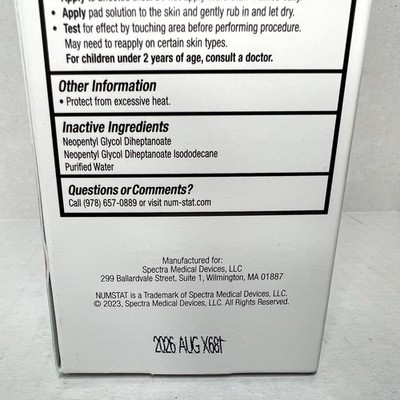 • Apply pad solution to the skin and gently rub in and let dry.
• Test for effect by touching area before performing procedure.
May need to reapply on certain skin types.
For children under 2 years of age, consult a doctor.
Other Information
• Protect from excessive heat.
Inactive Ingredients
Neopentyl Glycol Diheptanoate
Neopentyl Glycol Diheptanoate Isododecane
Purified Water
Questions or Comments?
Call (978) 657-0889 or visit num-stat.com
Manufactured for:
Spectra Medical Devices, LLC
299 Ballardvale Street, Suite 1, Wilmington, MA 01887
NUMSTAT is a Trademark of Spectra Medical Devices, LLC.
© 2023, Spectra Medical Devices, LLC. All Rights Reserved.
2026 AUG